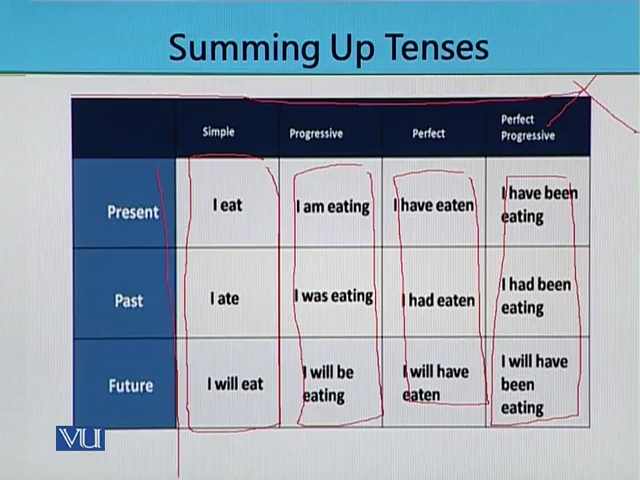 Summing Up Tenses
Simple
Progressive
Perfect
Perfect
Progressive
Present
I eat
I am eating
I have eaten
I have been
eating
Past
I ate
I was eating
I had eaten
I had been
eating
Future
I will eat
I will be
eating
I will have
eaten
I will have
been
eating
VU